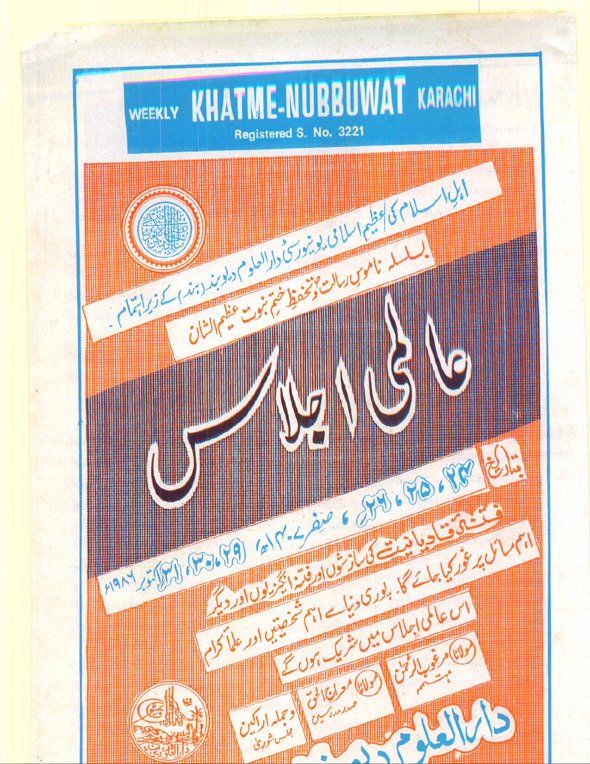 WEEKLY KHATME-NUBBUWAT KARACHI
Registered S. No. 3221
اہلِ اسلام کی عظیم اسلامی یونیورسٹی دارالعلوم دیوبند (ہند) کے زیراہتمام۔
بسلسلہ ناموسِ رسالت و تحفظِ ختمِ نبوت عظیم الشان
عالمی اجلاس
بتاریخ
۲۴، ۲۵، ۲۶، صفر ۱۴۰۷ھ ۲۹، ۳۰، ۳۱ اکتوبر ۱۹۸۶ء
فتنۂ قادیانیت کی سازشوں اور فتنہ انگیزیوں اور دیگر
اہم مسائل پر غور کیا جائے گا۔ پوری دنیا سے اہم شخصیتیں اور علماء کرام
اس عالمی اجلاس میں شریک ہوں گے
مولانا مرغوب الرحمٰن
مہتمم
مولانا معراج الحق
صدر مدرسین
و جملہ اراکین
مجلس شوریٰ
دارالعلوم دیوبند